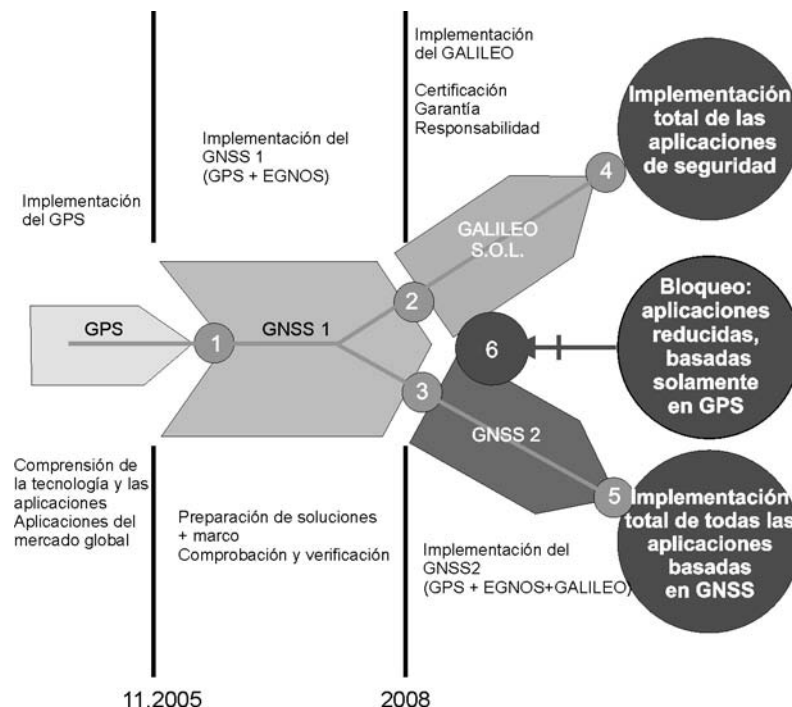 Implementación
del GPS
Implementación del
GNSS 1
(GPS + EGNOS)
Implementación
del GALILEO
Certificación
Garantía
Responsabilidad
Implementación
total de las
aplicaciones
de seguridad
4
GALILEO
S.O.L.
GPS
1
GNSS 1
2
3
6
Bloqueo:
aplicaciones
reducidas,
basadas
solamente
en GPS
GNSS 2
5
Implementación
total de todas las
aplicaciones
basadas
en GNSS
Comprensión de
la tecnología y las
aplicaciones
Aplicaciones del
mercado global
Preparación de soluciones
+ marco
Comprobación y verificación
Implementación del
GNSS2
(GPS + EGNOS+GALILEO)
11.2005
2008